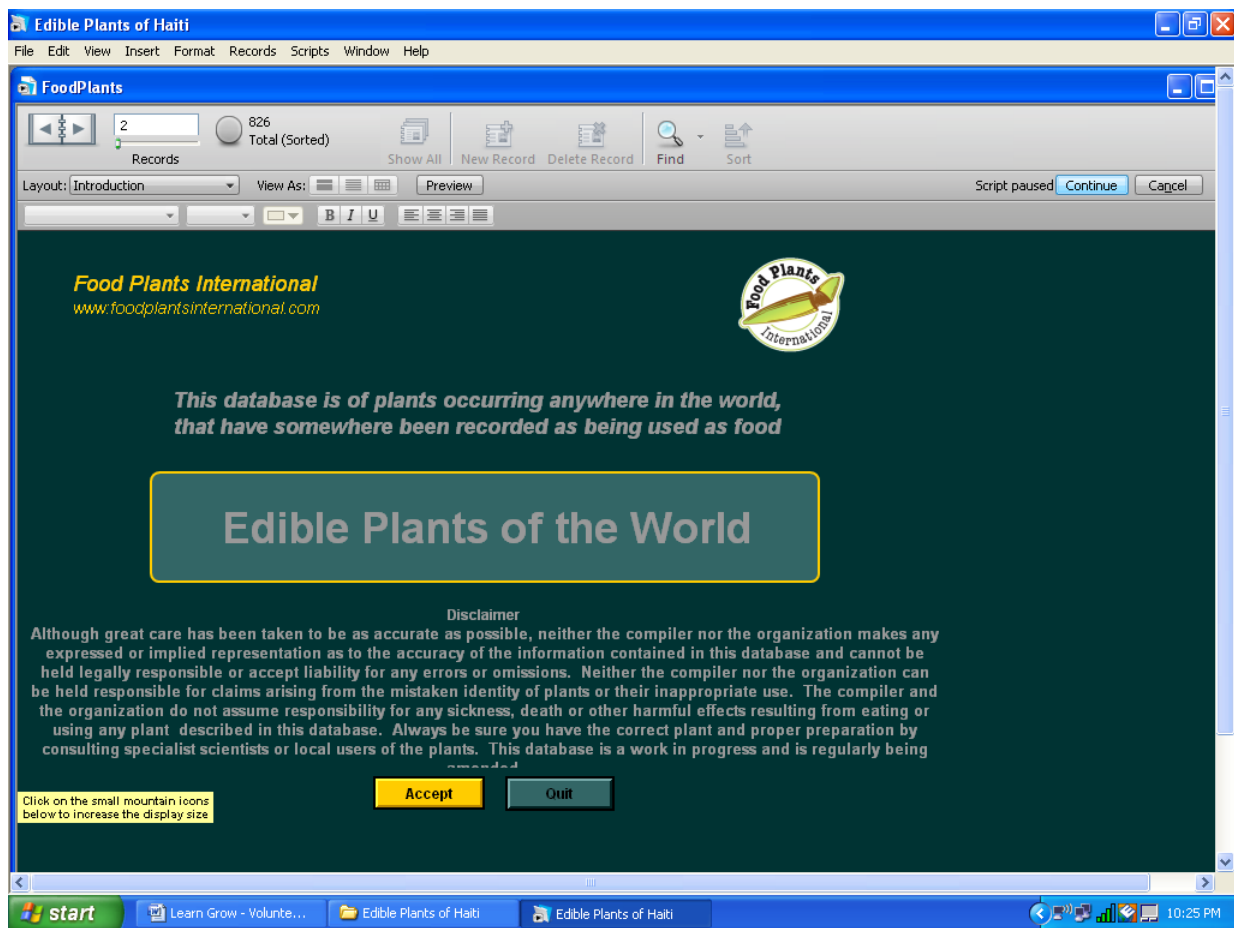 Edible Plants of Haiti
File Edit View Insert Format Records Scripts Window Help
FoodPlants
2
826
Total (Sorted)
Records
Show All New Record Delete Record Find Sort
Layout: Introduction View As: Preview Script paused Continue Cancel
B I U
Food Plants International
www.foodplantsinternational.com
Food Plants
International
This database is of plants occurring anywhere in the world,
that have somewhere been recorded as being used as food
Edible Plants of the World
Disclaimer
Although great care has been taken to be as accurate as possible, neither the compiler nor the organization makes any
expressed or implied representation as to the accuracy of the information contained in this database and cannot be
held legally responsible or accept liability for any errors or omissions. Neither the compiler nor the organization can
be held responsible for claims arising from the mistaken identity of plants or their inappropriate use. The compiler and
the organization do not assume responsibility for any sickness, death or other harmful effects resulting from eating or
using any plant described in this database. Always be sure you have the correct plant and proper preparation by
consulting specialist scientists or local users of the plants. This database is a work in progress and is regularly being
amended
Accept Quit
Click on the small mountain icons
below to increase the display size
start Learn Grow - Volunte... Edible Plants of Haiti Edible Plants of Haiti 10:25 PM